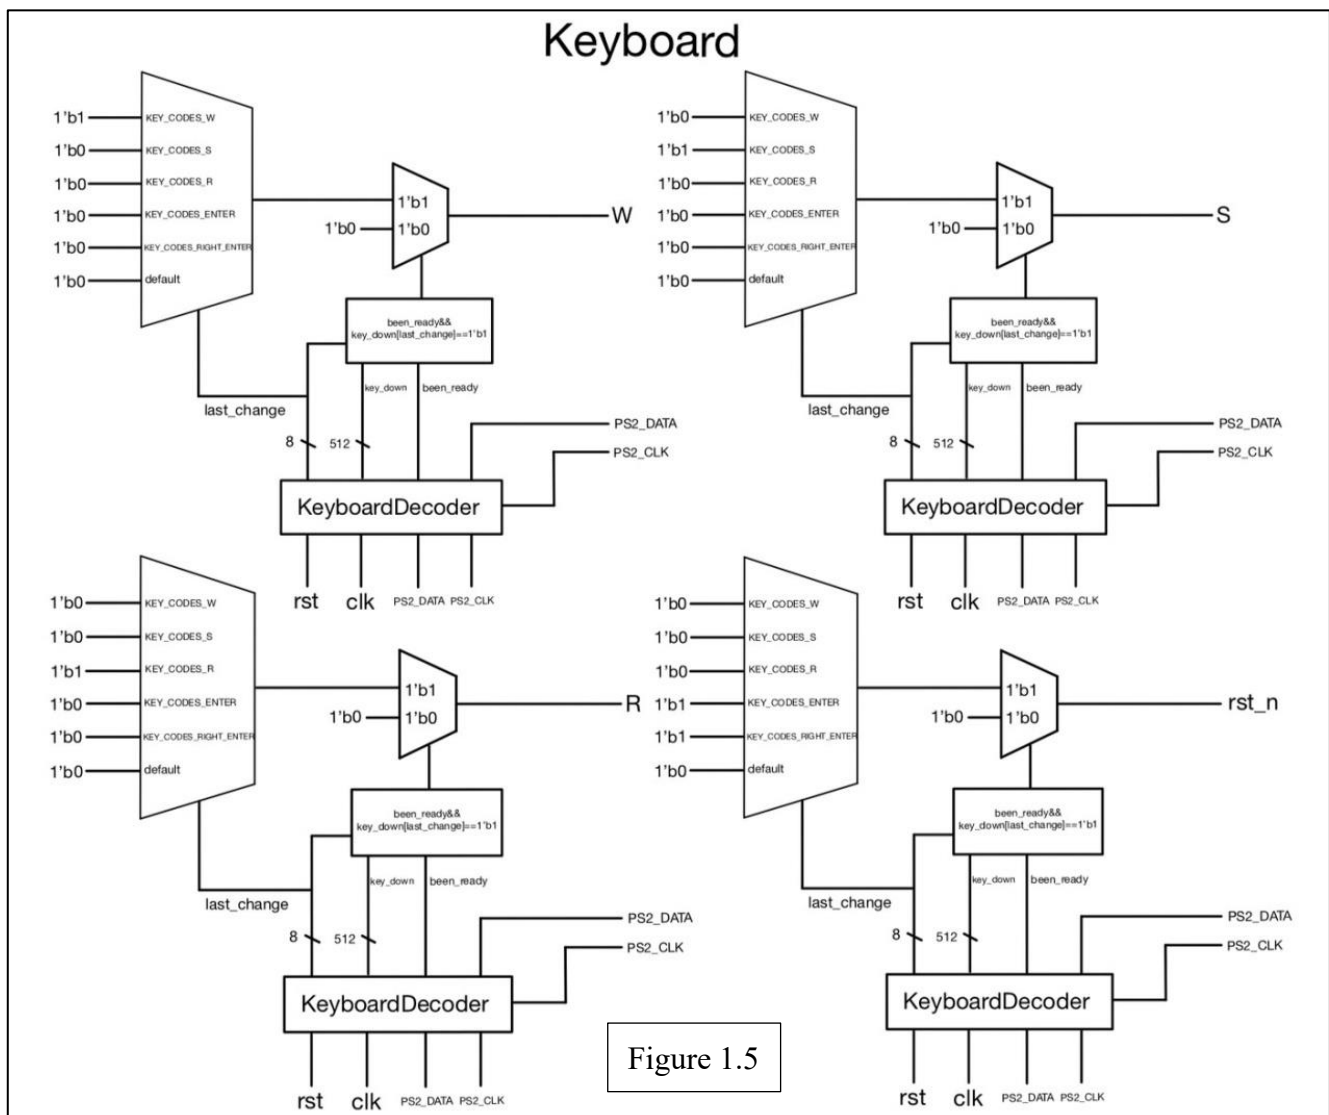 Keyboard
1'b1 KEY_CODES_W
1'b0 KEY_CODES_S
1'b0 KEY_CODES_R
1'b0 KEY_CODES_ENTER
1'b0 KEY_CODES_RIGHT_ENTER
1'b0 default
1'b1
1'b0 1'b0
W
been_ready&&
key_down[last_change]==1'b1
key_down been_ready
last_change
8 512
PS2_DATA
PS2_CLK
KeyboardDecoder
rst clk PS2_DATA PS2_CLK
1'b0 KEY_CODES_W
1'b1 KEY_CODES_S
1'b0 KEY_CODES_R
1'b0 KEY_CODES_ENTER
1'b0 KEY_CODES_RIGHT_ENTER
1'b0 default
1'b1
1'b0 1'b0
S
been_ready&&
key_down[last_change]==1'b1
key_down been_ready
last_change
8 512
PS2_DATA
PS2_CLK
KeyboardDecoder
rst clk PS2_DATA PS2_CLK
1'b0 KEY_CODES_W
1'b0 KEY_CODES_S
1'b1 KEY_CODES_R
1'b0 KEY_CODES_ENTER
1'b0 KEY_CODES_RIGHT_ENTER
1'b0 default
1'b1
1'b0 1'b0
R
been_ready&&
key_down[last_change]==1'b1
key_down been_ready
last_change
8 512
PS2_DATA
PS2_CLK
KeyboardDecoder
rst clk PS2_DATA PS2_CLK
1'b0 KEY_CODES_W
1'b0 KEY_CODES_S
1'b0 KEY_CODES_R
1'b1 KEY_CODES_ENTER
1'b1 KEY_CODES_RIGHT_ENTER
1'b0 default
1'b1
1'b0 1'b0
rst_n
been_ready&&
key_down[last_change]==1'b1
key_down been_ready
last_change
8 512
PS2_DATA
PS2_CLK
KeyboardDecoder
rst clk PS2_DATA PS2_CLK
Figure 1.5